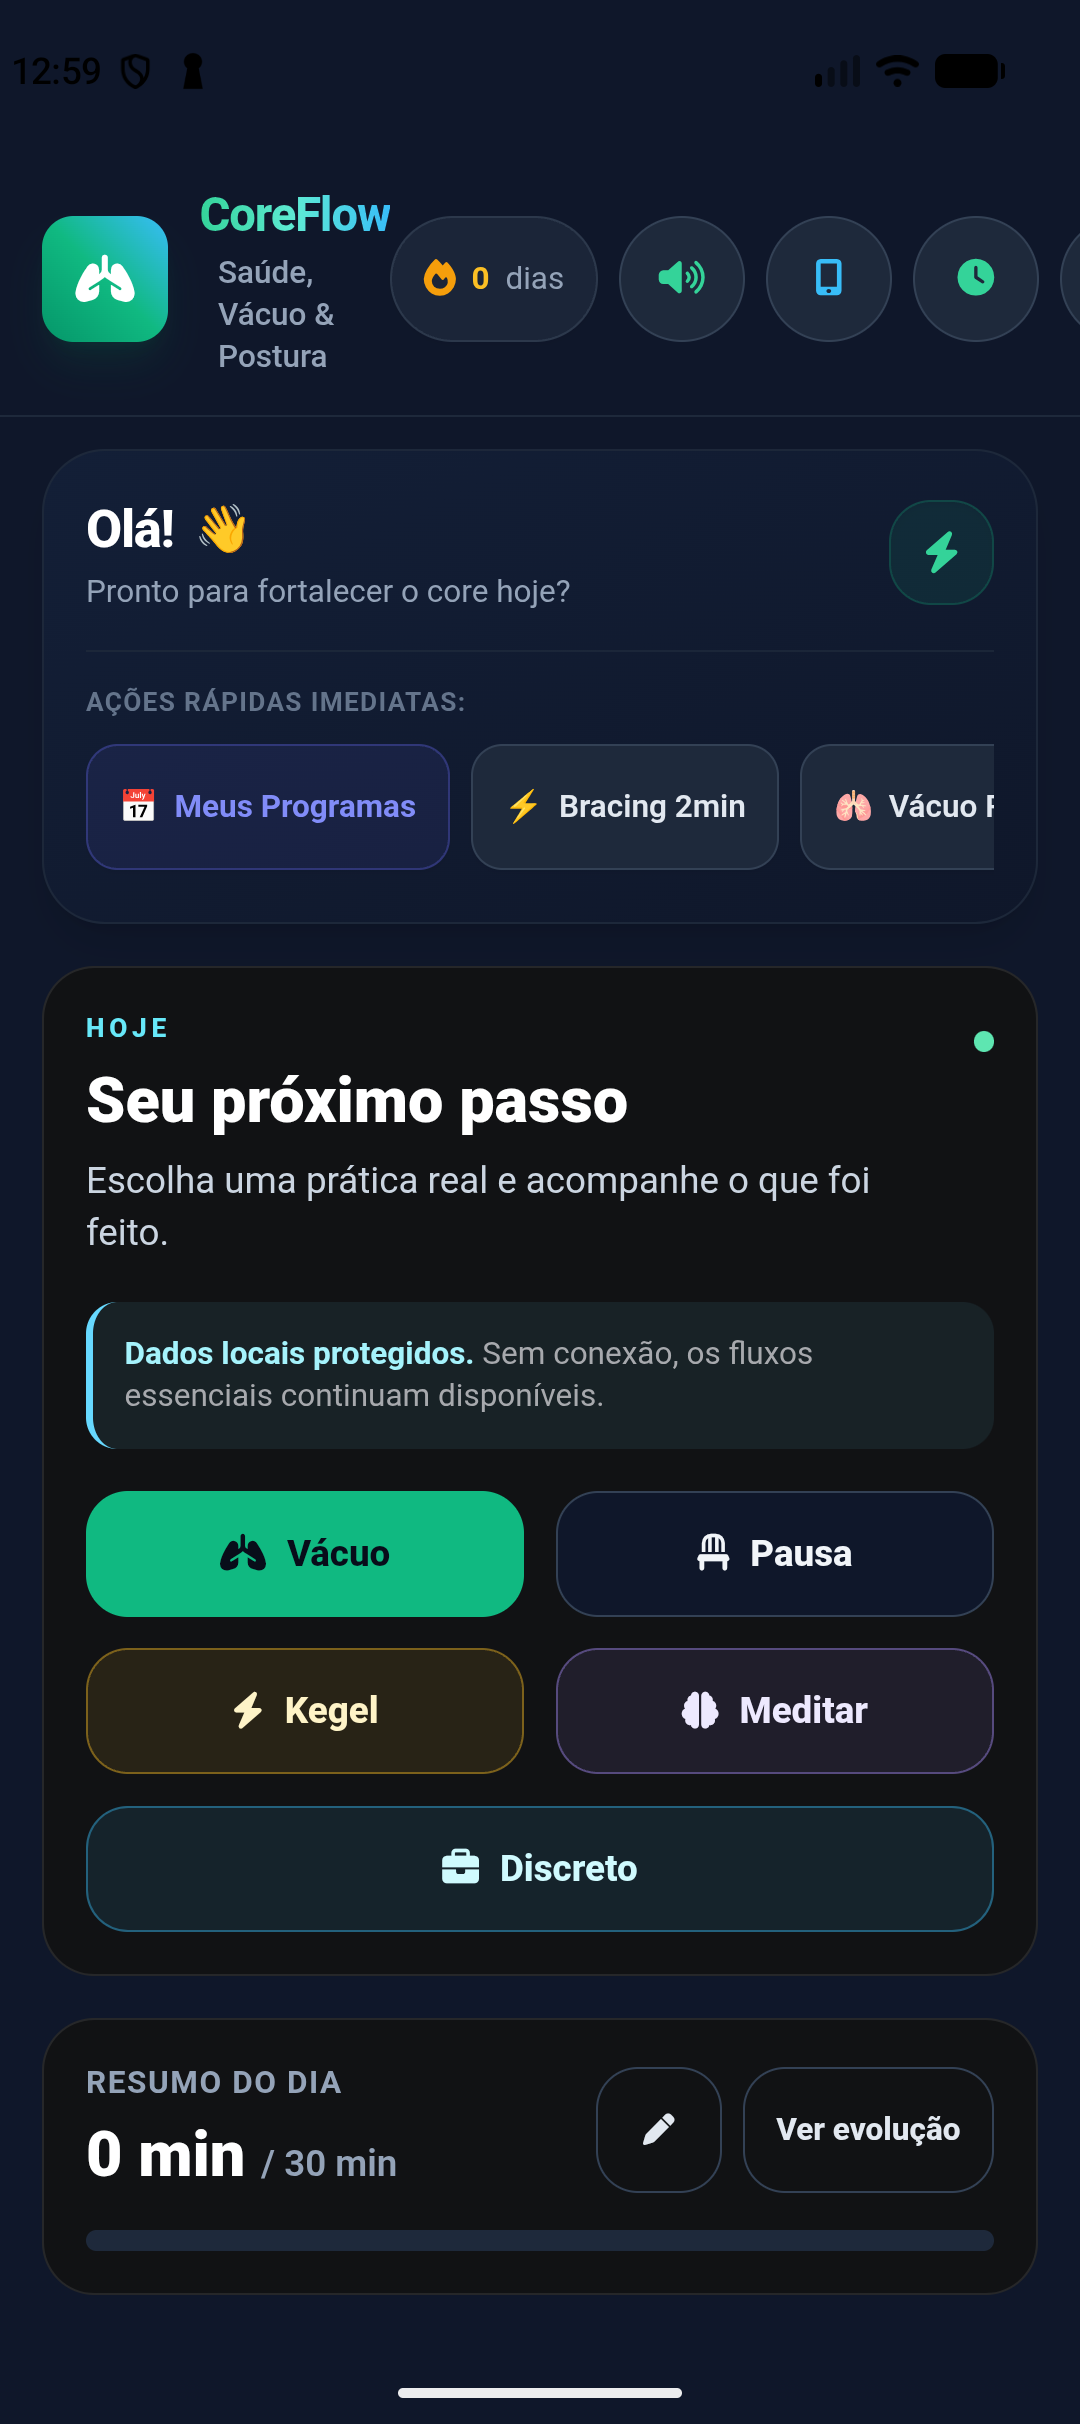 12:59
CoreFlow
Saúde,
Vácuo &
Postura
0 dias
Olá! 👋
Pronto para fortalecer o core hoje?
AÇÕES RÁPIDAS IMEDIATAS:
📅 Meus Programas
⚡ Bracing 2min
🫁 Vácuo
HOJE
Seu próximo passo
Escolha uma prática real e acompanhe o que foi
feito.
Dados locais protegidos. Sem conexão, os fluxos
essenciais continuam disponíveis.
Vácuo
Pausa
Kegel
Meditar
Discreto
RESUMO DO DIA
0 min / 30 min
Ver evolução